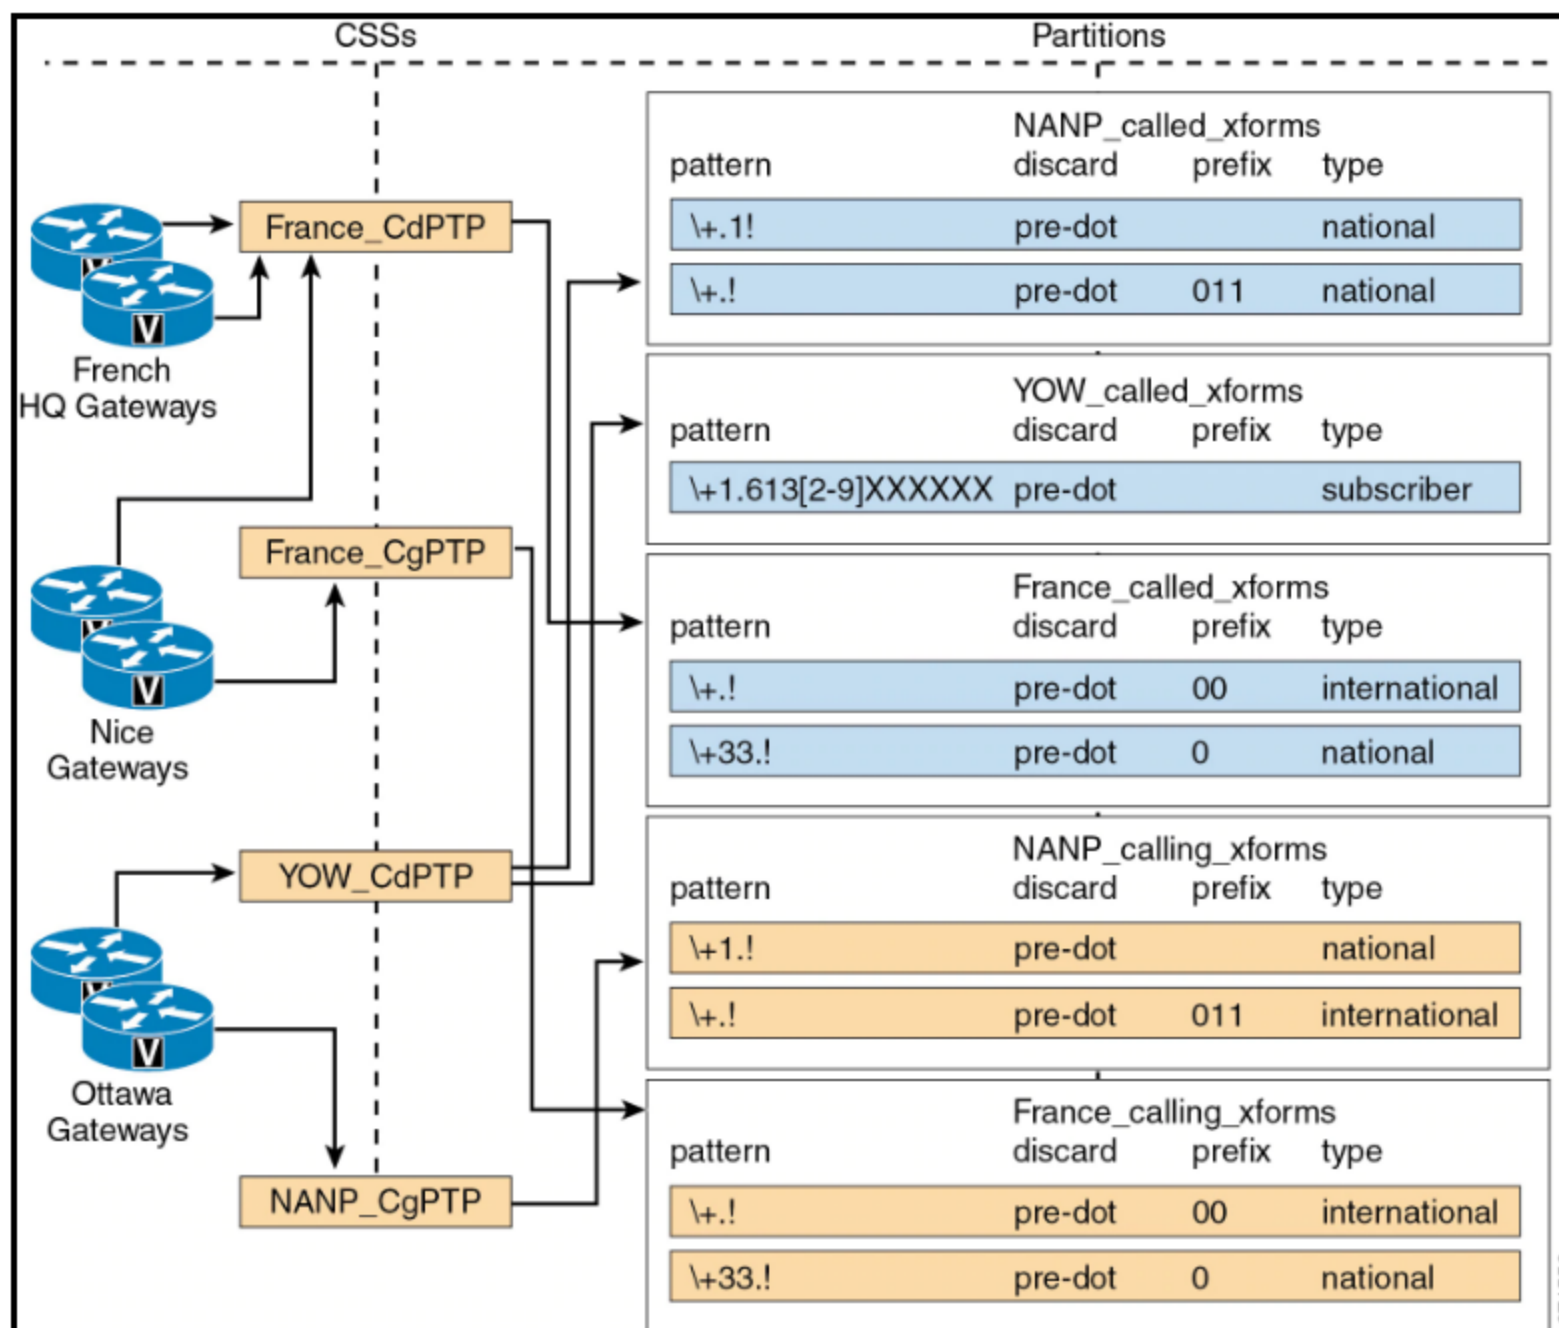 CSSs
Partitions
NANP_called_xforms
pattern discard prefix type
\+.1! pre-dot national
\+.! pre-dot 011 national
YOW_called_xforms
pattern discard prefix type
\+1.613[2-9]XXXXXX pre-dot subscriber
France_called_xforms
pattern discard prefix type
\+.! pre-dot 00 international
\+33.! pre-dot 0 national
NANP_calling_xforms
pattern discard prefix type
\+1.! pre-dot national
\+.! pre-dot 011 international
France_calling_xforms
pattern discard prefix type
\+.! pre-dot 00 international
\+33.! pre-dot 0 national
France_CdPTP
V
V
French
HQ Gateways
France_CgPTP
V
V
Nice
Gateways
YOW_CdPTP
V
V
Ottawa
Gateways
NANP_CgPTP